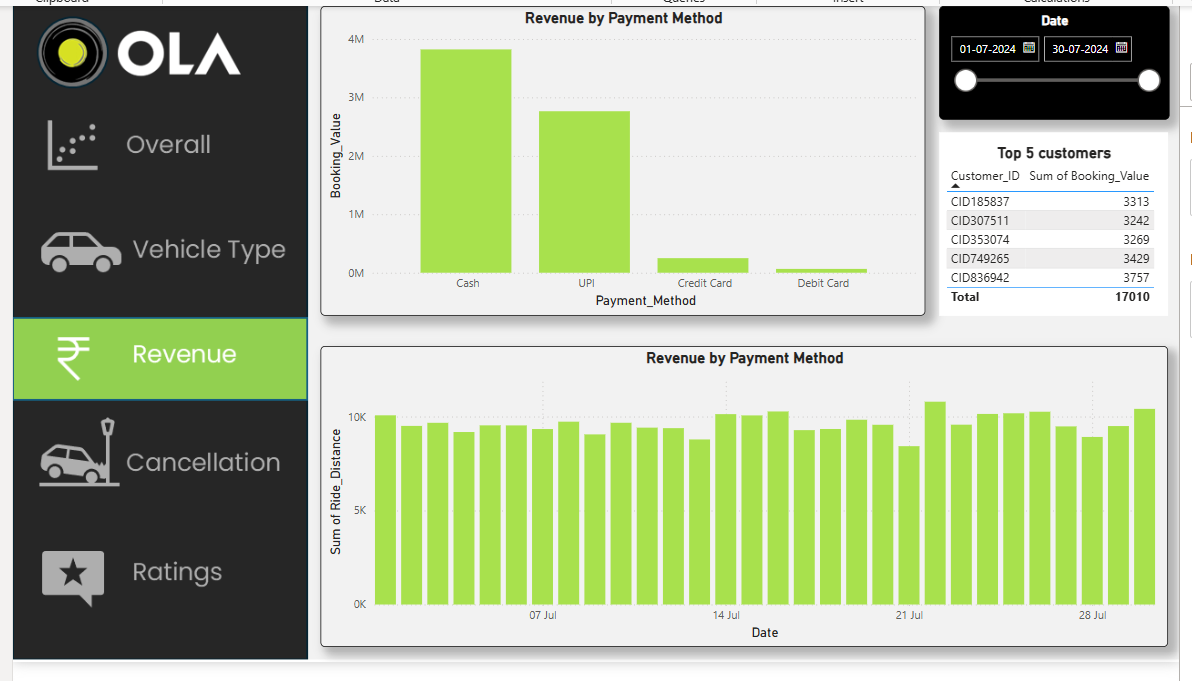 Clipboard
Data
Queries
Insert
Calculations
OLA
Overall
Vehicle Type
Revenue
Cancellation
Ratings
Revenue by Payment Method
Booking_Value
4M
3M
2M
1M
0M
Cash UPI Credit Card Debit Card
Payment_Method
Date
01-07-2024 30-07-2024
Top 5 customers
Customer_ID Sum of Booking_Value
CID185837 3313
CID307511 3242
CID353074 3269
CID749265 3429
CID836942 3757
Total 17010
Revenue by Payment Method
Sum of Ride_Distance
10K
5K
0K
07 Jul 14 Jul 21 Jul 28 Jul
Date